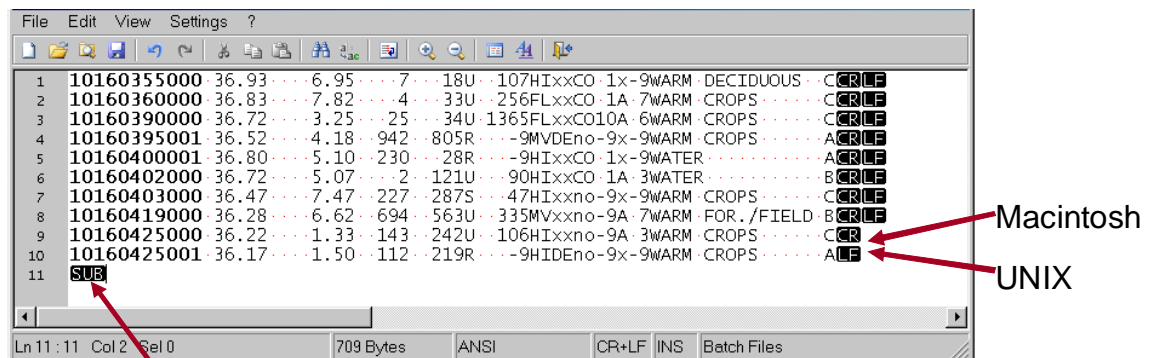 File Edit View Settings ?
1 10160355000·36.93····6.95····7···18U··107HIxxCO·1x-9WARM·DECIDUOUS··CCRLF
2 10160360000·36.83····7.82····4···33U··256FLxxCO·1A·7WARM·CROPS······CCRLF
3 10160390000·36.72····3.25···25···34U·1365FLxxCO10A·6WARM·CROPS······CCRLF
4 10160395001·36.52····4.18··942··805R···-9MVDEno-9x-9WARM·CROPS······ACRLF
5 10160400001·36.80····5.10··230···28R···-9HIxxCO·1x-9WATER···········ACRLF
6 10160402000·36.72····5.07····2··121U···90HIxxCO·1A·3WATER···········BCRLF
7 10160403000·36.47····7.47··227··287S···47HIxxno-9x-9WARM·CROPS······CCRLF
8 10160419000·36.28····6.62··694··563U··335MVxxno-9A·7WARM·FOR./FIELD·BCRLF
9 10160425000·36.22····1.33··143··242U··106HIxxno-9A·3WARM·CROPS······CCR
10 10160425001·36.17····1.50··112··219R···-9HIDEno-9x-9WARM·CROPS······ALF
11 SUB
Macintosh
UNIX
Ln 11 : 11 Col 2 Sel 0 709 Bytes ANSI CR+LF INS Batch Files